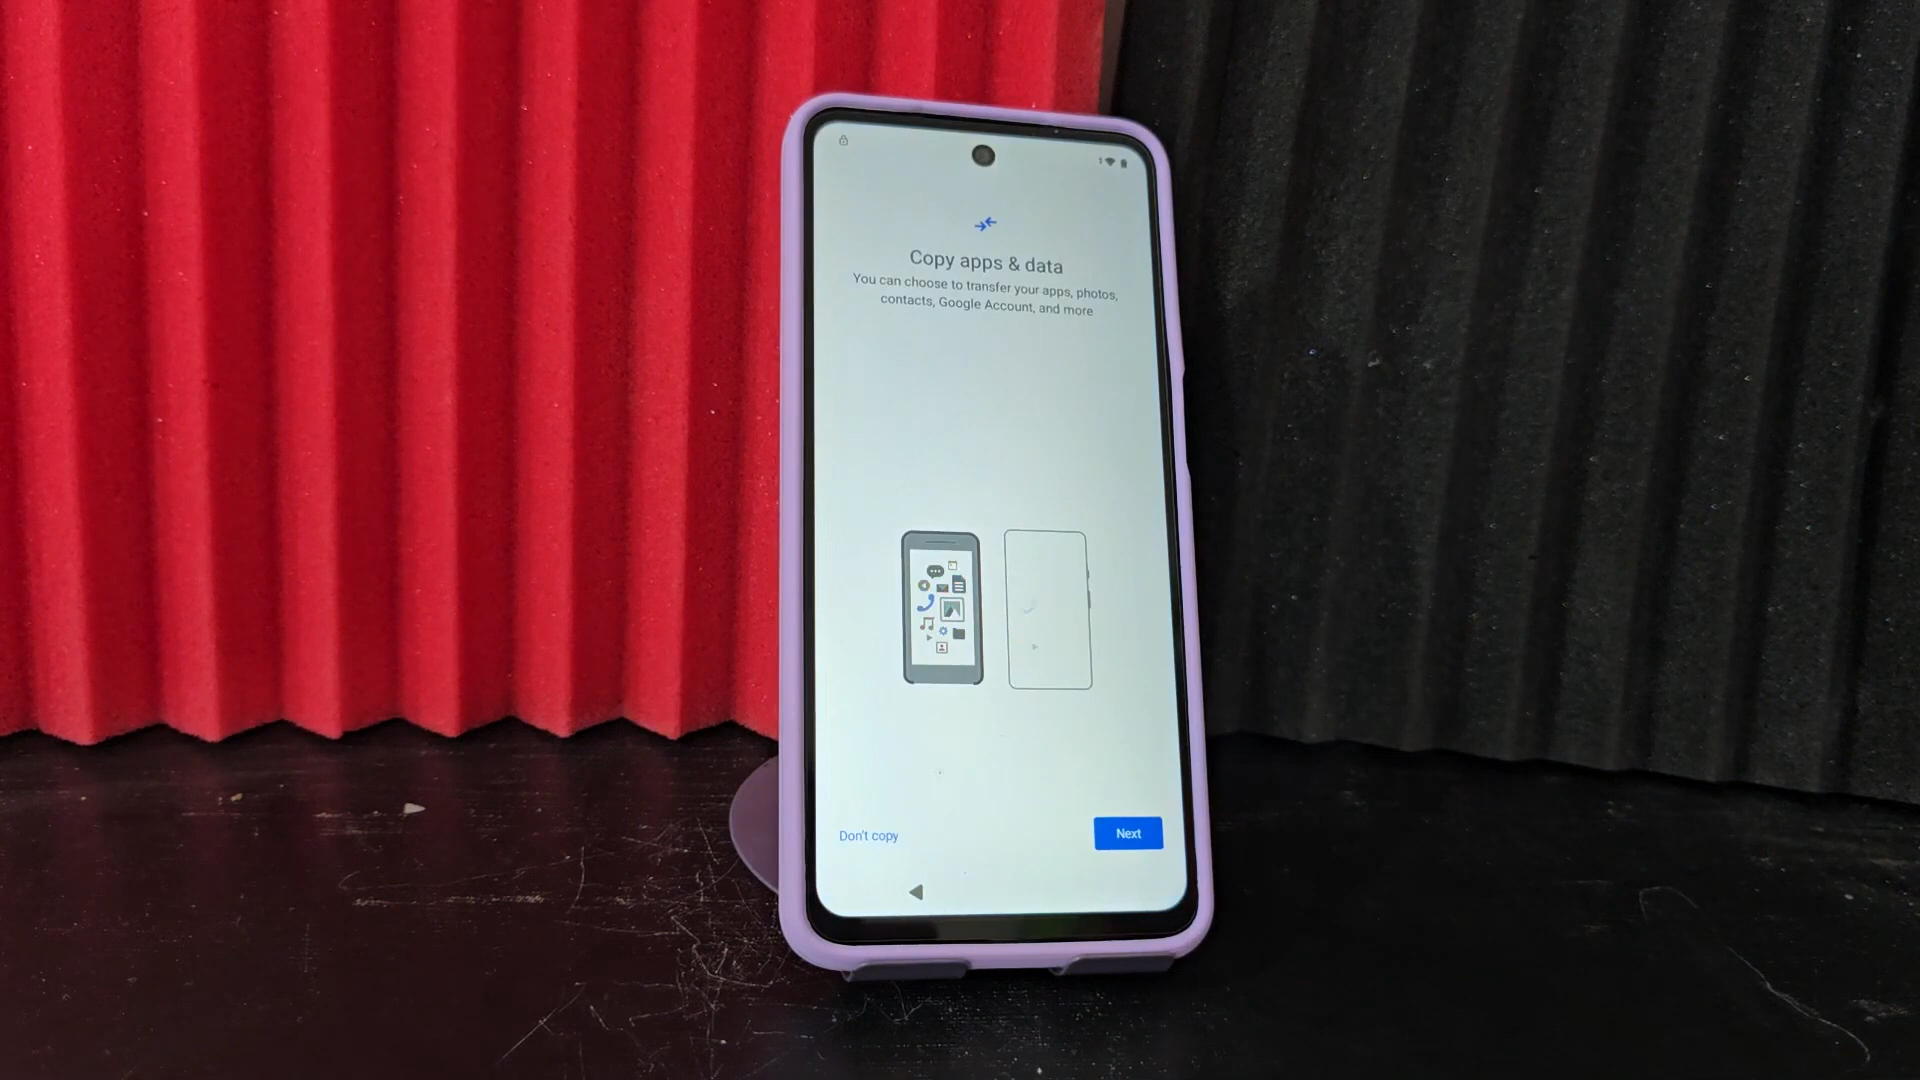 Copy apps & data
You can choose to transfer your apps, photos,
contacts, Google Account, and more
Don't copy
Next